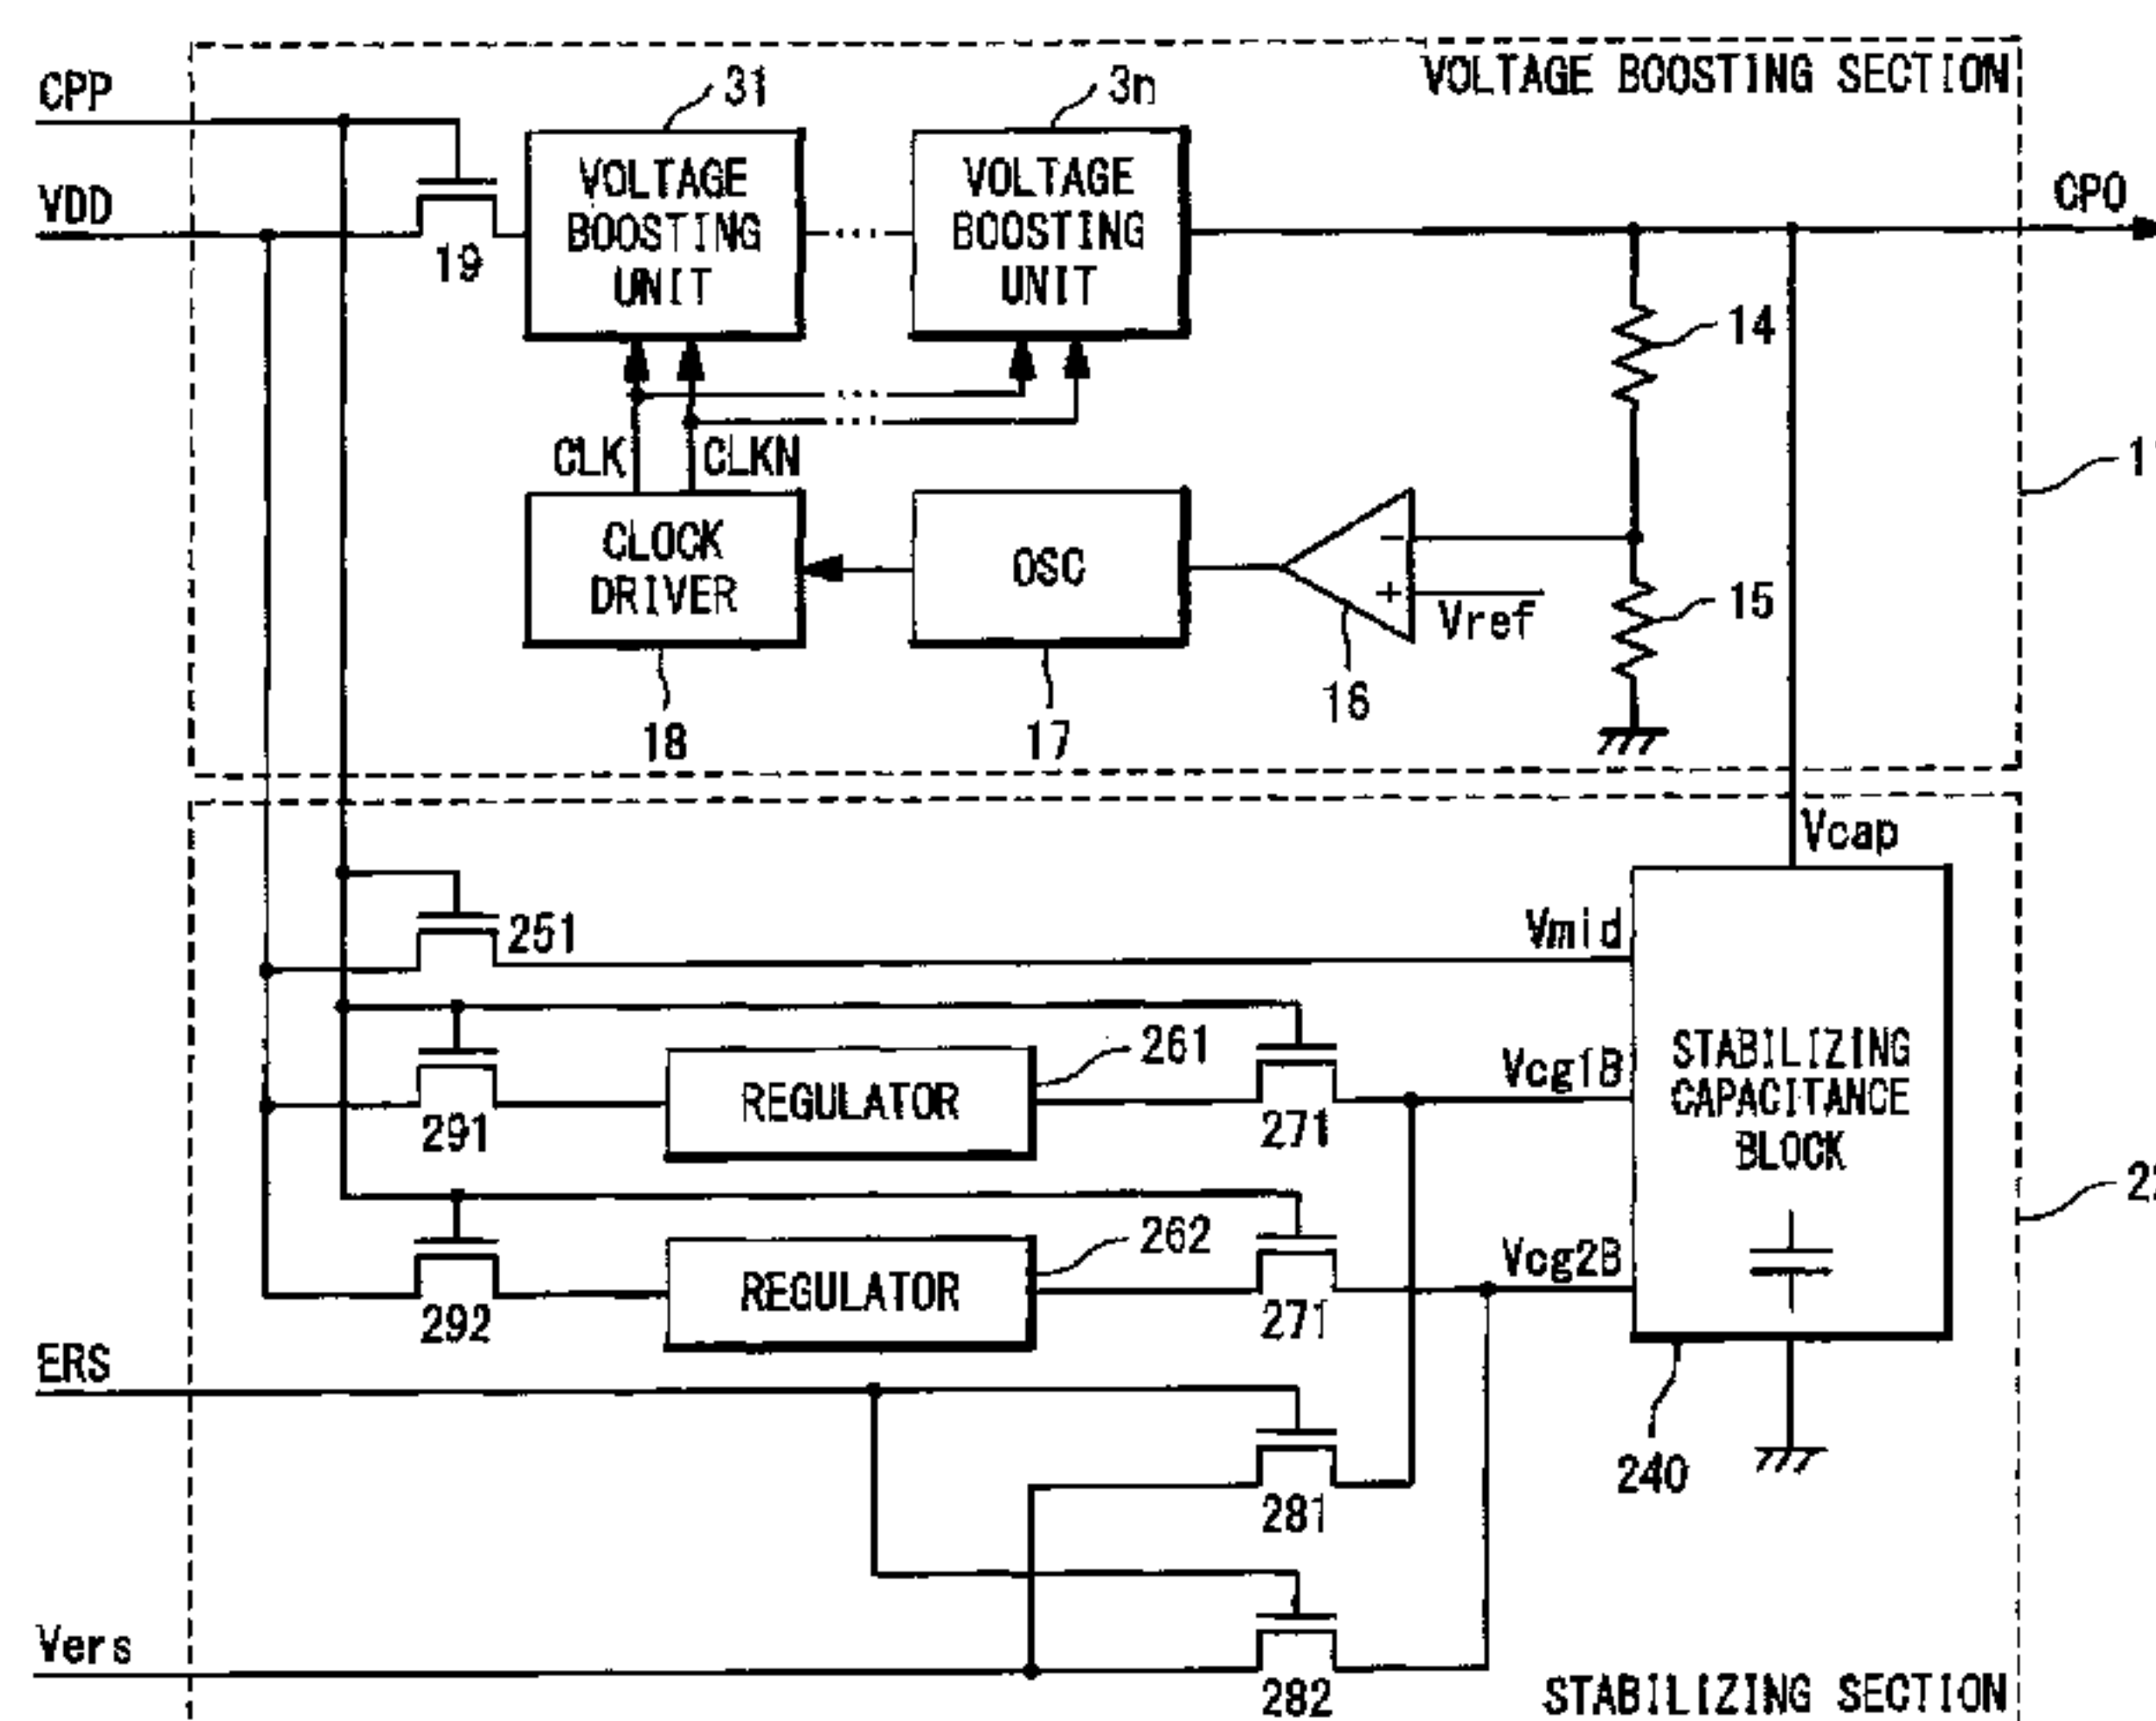 VOLTAGE BOOSTING SECTION
CPP
31
3n
VDD
VOLTAGE
BOOSTING
UNIT
VOLTAGE
BOOSTING
UNIT
CPO
19
14
CLK
CLKN
CLOCK
DRIVER
OSC
-
+
Vref
15
16
18
17
Vcap
251
Vmid
261
291
REGULATOR
271
Vcg1B
STABILIZING
CAPACITANCE
BLOCK
262
292
REGULATOR
271
Vcg2B
ERS
240
281
Vers
282
STABILIZING SECTION